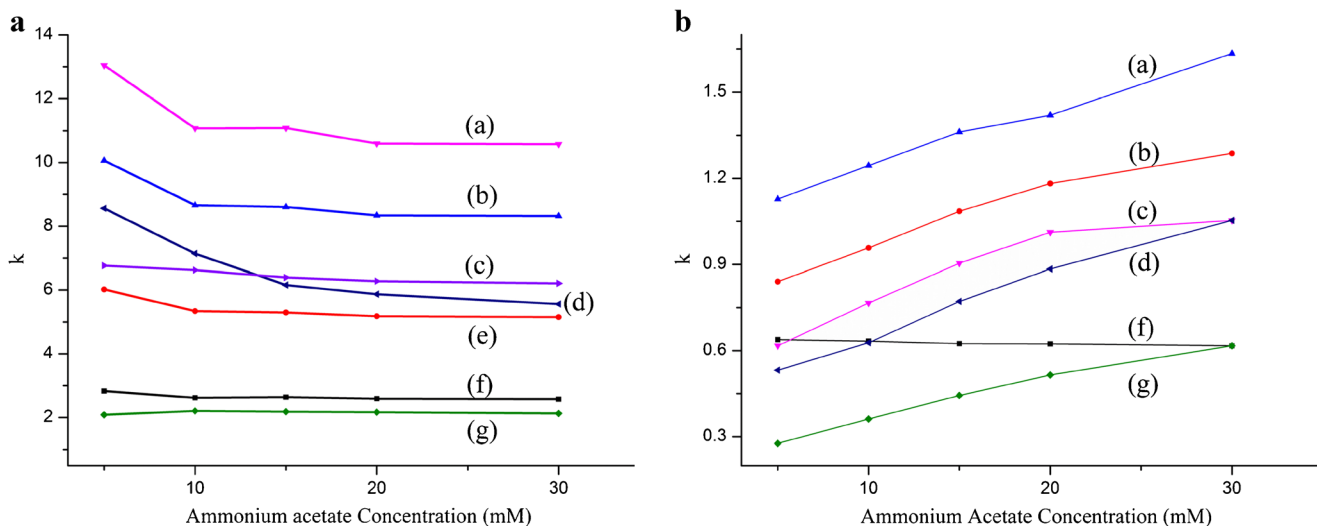 a
14
12
10
8
6
4
2
k
(a)
(b)
(c)
(d)
(e)
(f)
(g)
10
20
30
Ammonium acetate Concentration (mM)
b
1.5
1.2
0.9
0.6
0.3
k
(a)
(b)
(c)
(d)
(f)
(g)
10
20
30
Ammonium Acetate Concentration (mM)